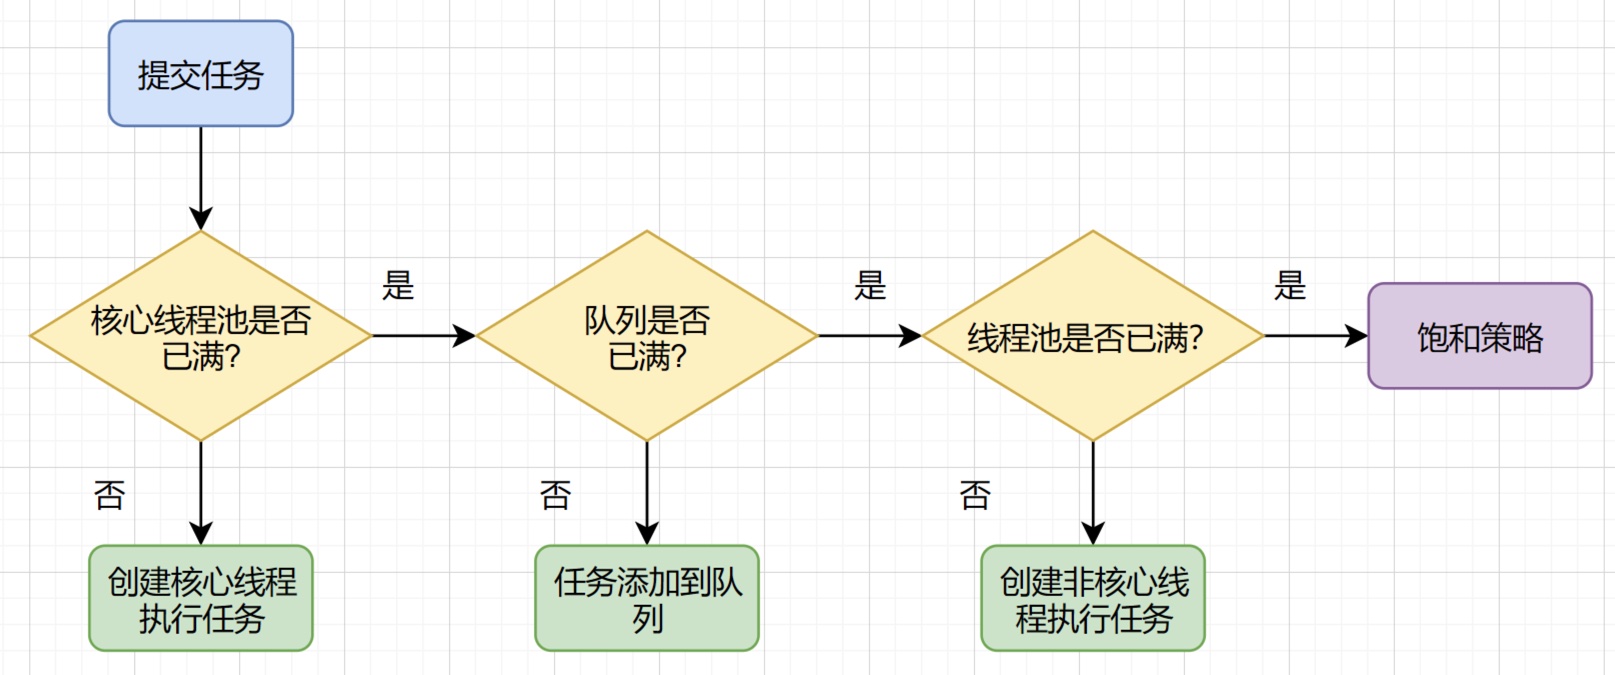 提交任务
核心线程池是否
已满?
是
队列是否
已满?
是
线程池是否已满?
是
饱和策略
否
否
否
创建核心线程
执行任务
任务添加到队
列
创建非核心线
程执行任务